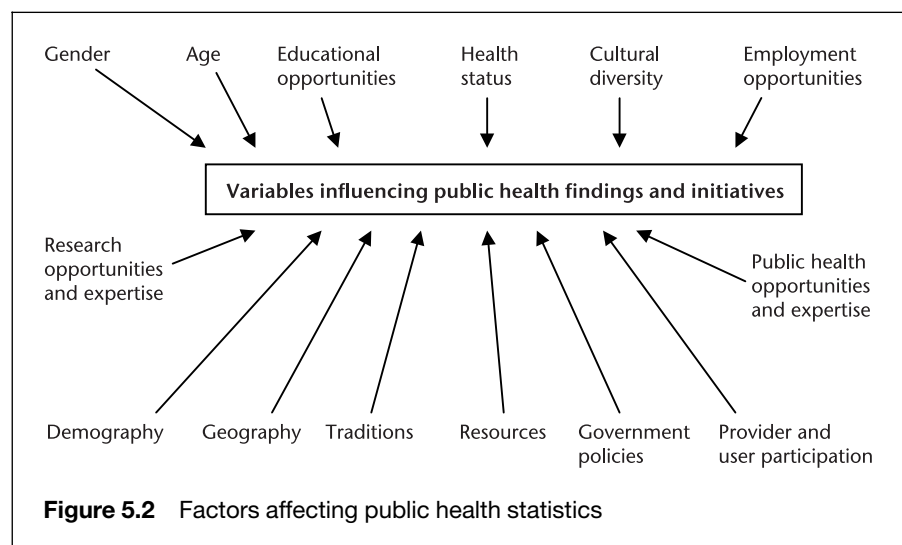 Gender
Age
Educational
opportunities
Health
status
Cultural
diversity
Employment
opportunities
Variables influencing public health findings and initiatives
Research
opportunities
and expertise
Public health
opportunities
and expertise
Demography
Geography
Traditions
Resources
Government
policies
Provider and
user participation
Figure 5.2 Factors affecting public health statistics